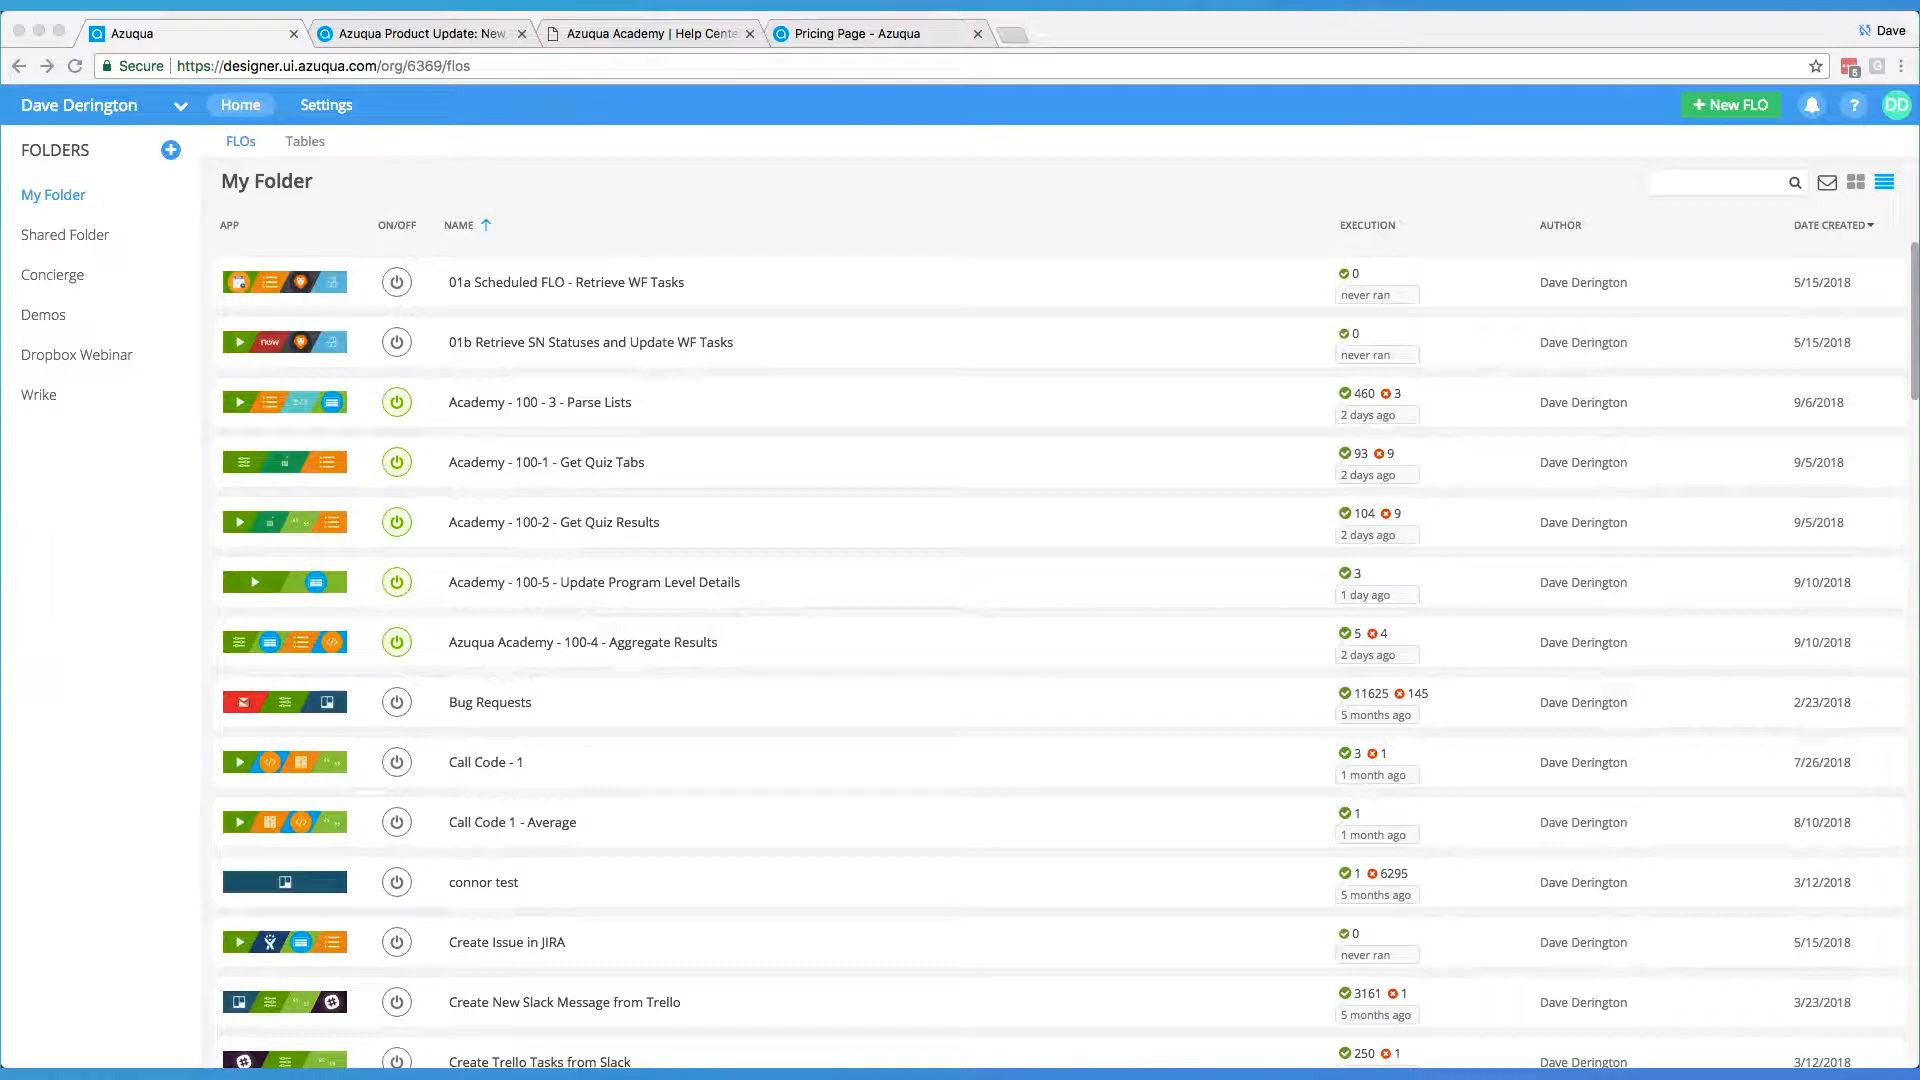 Azuqua
Azuqua Product Update: New
Azuqua Academy | Help Cente
Pricing Page - Azuqua
Dave
Secure
https://designer.ui.azuqua.com/org/6369/flos
5
Dave Derington
Home
Settings
+ New FLO
?
DD
FOLDERS
FLOs
Tables
My Folder
Shared Folder
Concierge
Demos
Dropbox Webinar
Wrike
My Folder
APP ON/OFF NAME EXECUTION AUTHOR DATE CREATED
01a Scheduled FLO - Retrieve WF Tasks 0 never ran Dave Derington 5/15/2018
now 01b Retrieve SN Statuses and Update WF Tasks 0 never ran Dave Derington 5/15/2018
Academy - 100 - 3 - Parse Lists 460 3 2 days ago Dave Derington 9/6/2018
Academy - 100-1 - Get Quiz Tabs 93 9 2 days ago Dave Derington 9/5/2018
Academy - 100-2 - Get Quiz Results 104 9 2 days ago Dave Derington 9/5/2018
Academy - 100-5 - Update Program Level Details 3 1 day ago Dave Derington 9/10/2018
Azuqua Academy - 100-4 - Aggregate Results 5 4 2 days ago Dave Derington 9/10/2018
Bug Requests 11625 145 5 months ago Dave Derington 2/23/2018
Call Code - 1 3 1 1 month ago Dave Derington 7/26/2018
Call Code 1 - Average 1 1 month ago Dave Derington 8/10/2018
connor test 1 6295 5 months ago Dave Derington 3/12/2018
Create Issue in JIRA 0 never ran Dave Derington 5/15/2018
Create New Slack Message from Trello 3161 1 5 months ago Dave Derington 3/23/2018
Create Trello Tasks from Slack 250 1 Dave Derington 3/12/2018